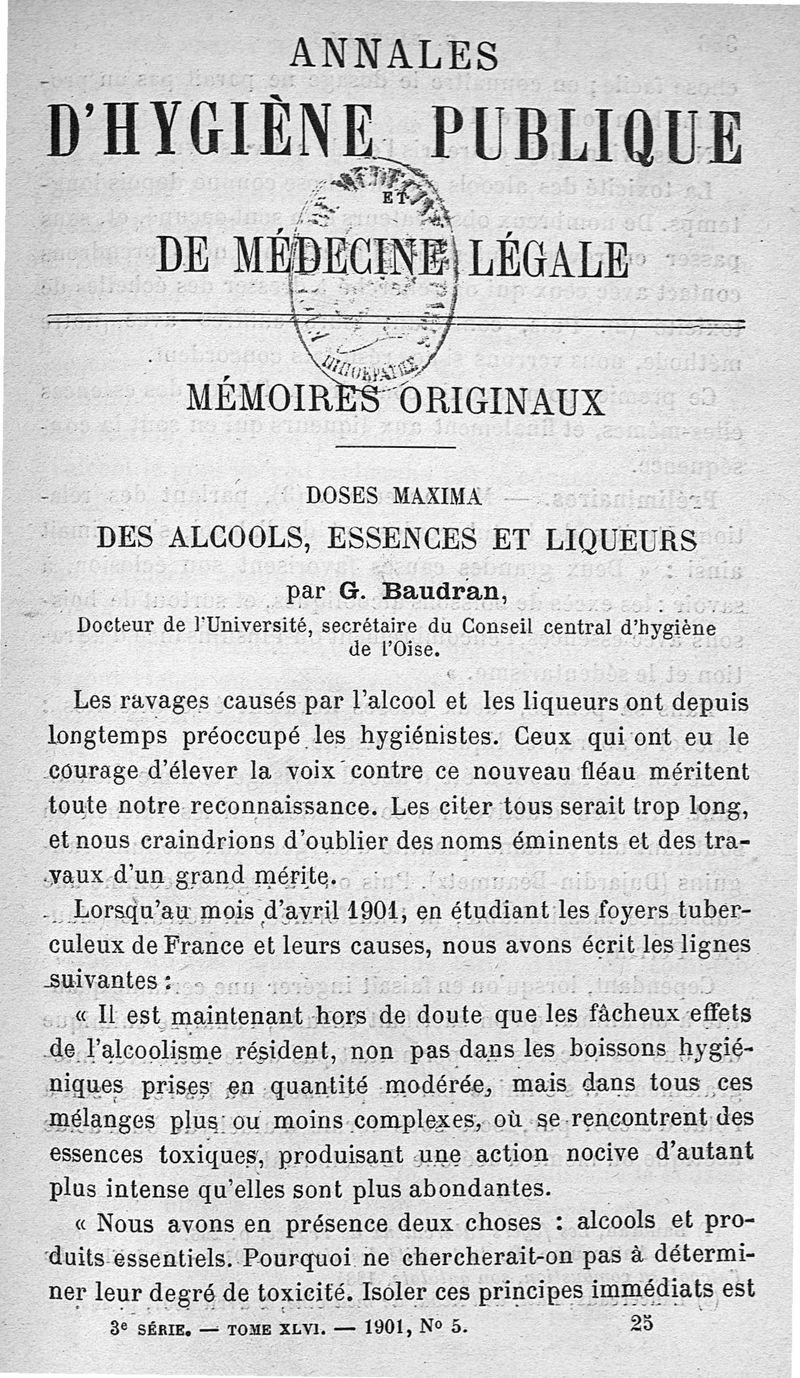 ANNALES
D'HYGIÈNE PUBLIQUE
ET
DE MÉDECINE LÉGALE
MÉMOIRES ORIGINAUX
DOSES MAXIMA
DES ALCOOLS, ESSENCES ET LIQUEURS
par G. Baudran,
Docteur de l'Université, secrétaire du Conseil central d'hygiène
de l'Oise.
Les ravages causés par l'alcool et les liqueurs ont depuis
longtemps préoccupé les hygiénistes. Ceux qui ont eu le
courage d'élever la voix contre ce nouveau fléau méritent
toute notre reconnaissance. Les citer tous serait trop long,
et nous craindrions d'oublier des noms éminents et des tra-
vaux d'un grand mérite.
Lorsqu'au mois d'avril 1901, en étudiant les foyers tuber-
culeux de France et leurs causes, nous avons écrit les lignes
suivantes :
« Il est maintenant hors de doute que les fâcheux effets
de l'alcoolisme résident, non pas dans les boissons hygié-
niques prises en quantité modérée, mais dans tous ces
mélanges plus ou moins complexes, où se rencontrent des
essences toxiques, produisant une action nocive d'autant
plus intense qu'elles sont plus abondantes.
« Nous avons en présence deux choses : alcools et pro-
duits essentiels. Pourquoi ne chercherait-on pas à détermi-
ner leur degré de toxicité. Isoler ces principes immédiats est
3e SÉRIE. — TOME XLVI. — 1901, No 5. 25